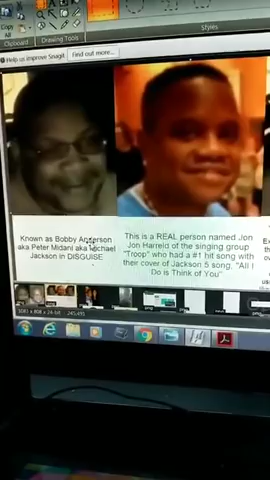 Copy
All
Clipboard
Drawing Tools
Styles
Help us improve Snagit
Find out more...
Known as Bobby Anderson
aka Peter Midani aka Michael
Jackson in DISGUISE
This is a REAL person named Jon
Jon Harreld of the singing group
"Troop" who had a #1 hit song with
their cover of Jackson 5 song, "All I
Do is Think of You"